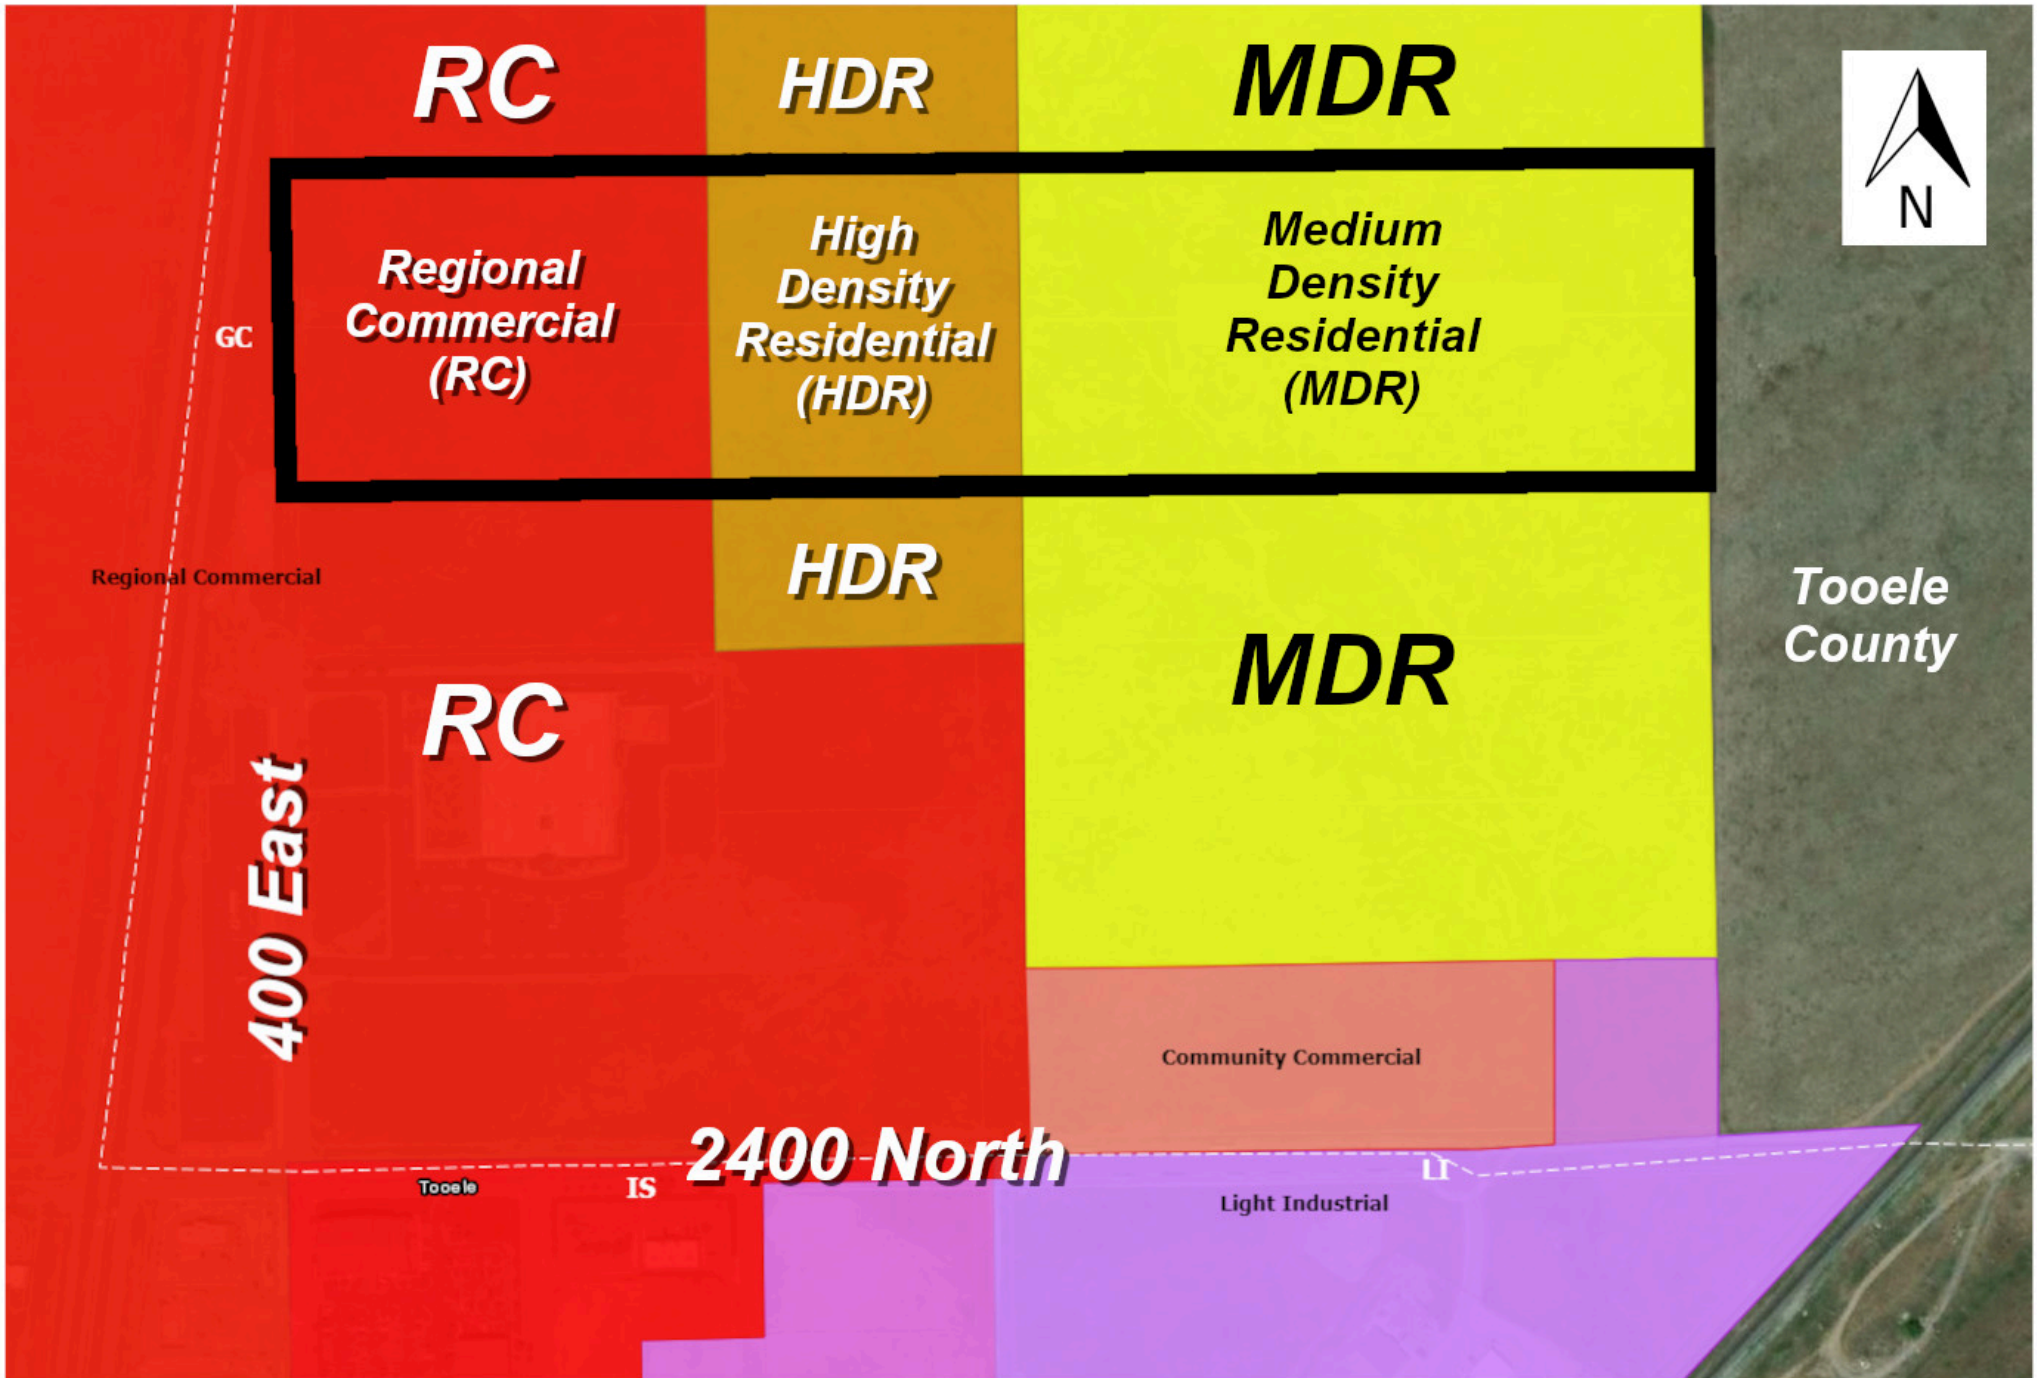 RC
HDR
MDR
N
Regional
Commercial
(RC)
High
Density
Residential
(HDR)
Medium
Density
Residential
(MDR)
GC
Regional Commercial
HDR
Tooele
County
RC
MDR
400 East
Community Commercial
2400 North
Tooele
IS
LI
Light Industrial